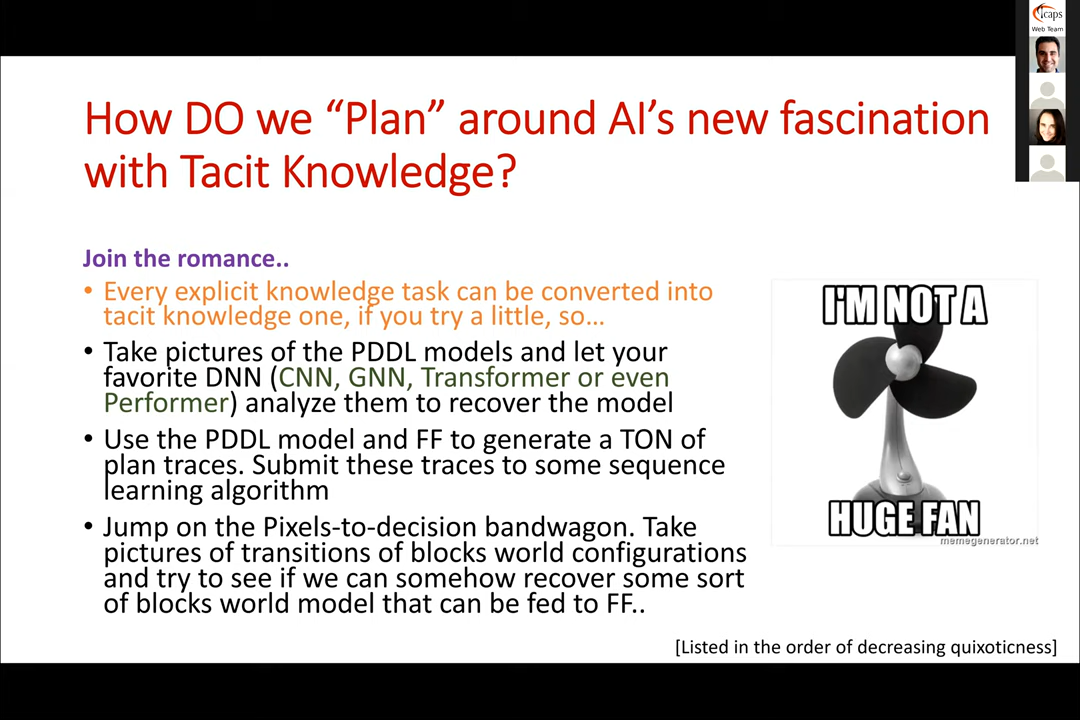 icaps
Web Team
How DO we “Plan” around AI’s new fascination
with Tacit Knowledge?
Join the romance..
• Every explicit knowledge task can be converted into
tacit knowledge one, if you try a little, so…
• Take pictures of the PDDL models and let your
favorite DNN (CNN, GNN, Transformer or even
Performer) analyze them to recover the model
• Use the PDDL model and FF to generate a TON of
plan traces. Submit these traces to some sequence
learning algorithm
• Jump on the Pixels-to-decision bandwagon. Take
pictures of transitions of blocks world configurations
and try to see if we can somehow recover some sort
of blocks world model that can be fed to FF..
I'M NOT A
HUGE FAN
memegenerator.net
[Listed in the order of decreasing quixoticness]